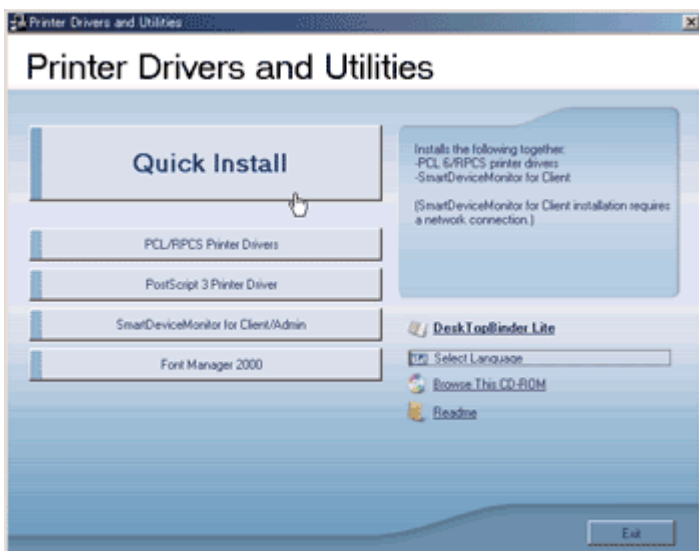 Printer Drivers and Utilities
Printer Drivers and Utilities
Quick Install
PCL/RPCS Printer Drivers
PostScript 3 Printer Driver
SmartDeviceMonitor for Client/Admin
Font Manager 2000
Installs the following together:
-PCL 6/RPCS printer drivers
-SmartDeviceMonitor for Client
(SmartDeviceMonitor for Client installation requires
a network connection.)
DeskTopBinder Lite
Select Language
Browse This CD-ROM
Readme
Exit